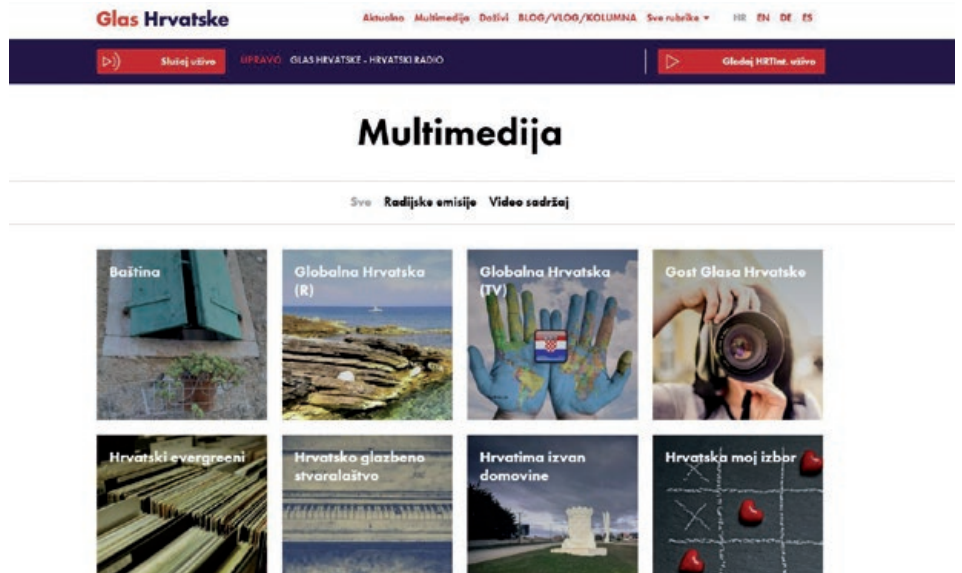 Glas Hrvatske
Aktualno Multimedija Doživi BLOG/VLOG/KOLUMNA Sve rubrike HR EN DE ES
Slušaj uživo UPRAVO GLAS HRVATSKE - HRVATSKI RADIO Gledaj HRTInt. uživo
Multimedija
Sve Radijske emisije Video sadržaj
Baština
Globalna Hrvatska
(R)
Globalna Hrvatska
(TV)
Gost Glasa Hrvatske
Hrvatski evergreeni
Hrvatsko glazbeno
stvaralaštvo
Hrvatima izvan
domovine
Hrvatska moj izbor